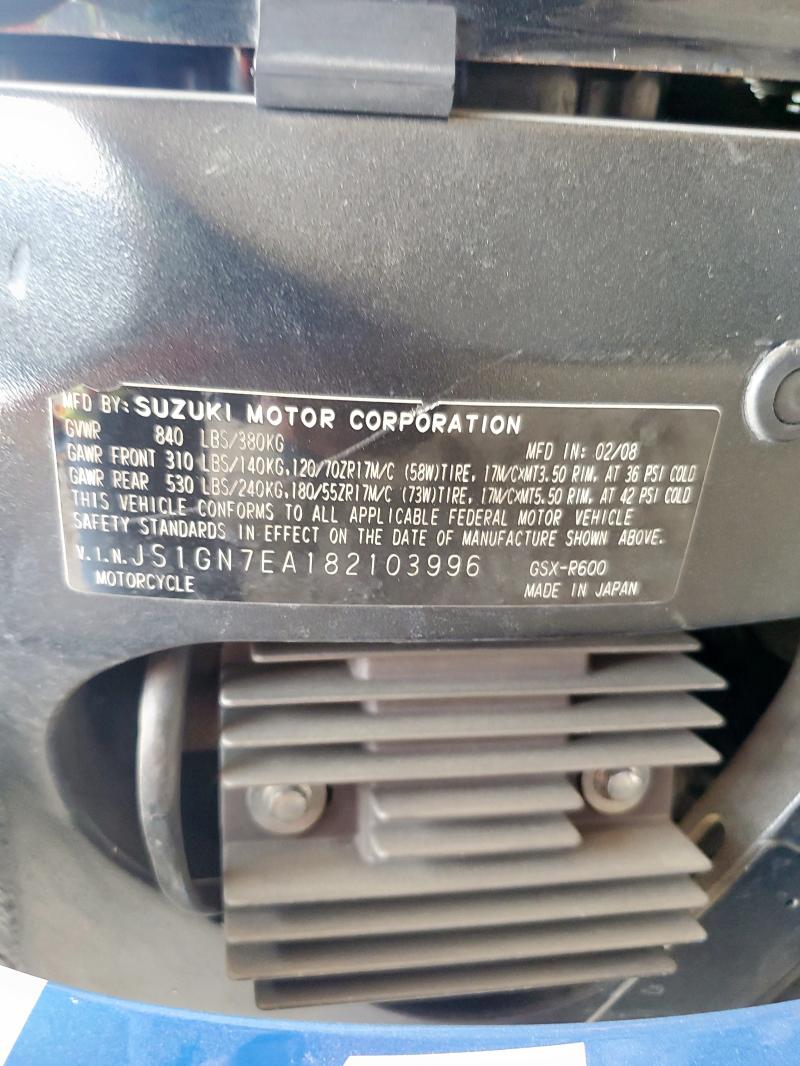 MFD BY: SUZUKI MOTOR CORPORATION
GVWR 840 LBS/380KG MFD IN: 02/08
GAWR FRONT 310 LBS/140KG,120/70ZR17M/C (58W)TIRE, 17M/CXMT3.50 RIM, AT 36 PSI COLD
GAWR REAR 530 LBS/240KG,180/55ZR17M/C (73W)TIRE, 17M/CXMT5.50 RIM, AT 42 PSI COLD
THIS VEHICLE CONFORMS TO ALL APPLICABLE FEDERAL MOTOR VEHICLE
SAFETY STANDARDS IN EFFECT ON THE DATE OF MANUFACTURE SHOWN ABOVE.
V.I.N. JS1GN7EA182103996 GSX-R600
MOTORCYCLE MADE IN JAPAN